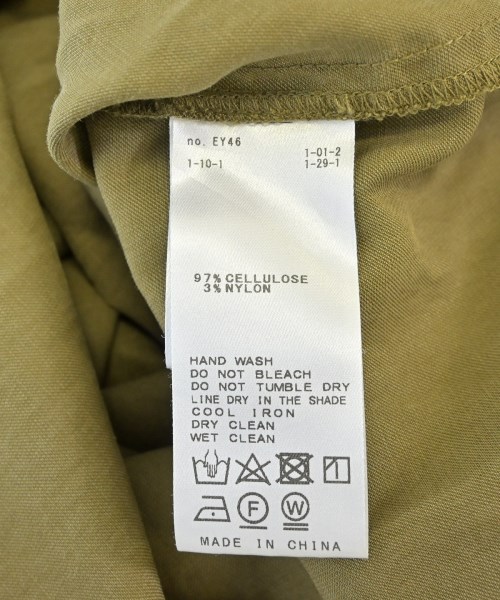 no. EY46
1-10-1 1-01-2
1-29-1
97% CELLULOSE
3% NYLON
HAND WASH
DO NOT BLEACH
DO NOT TUMBLE DRY
LINE DRY IN THE SHADE
COOL IRON
DRY CLEAN
WET CLEAN
F W
MADE IN CHINA